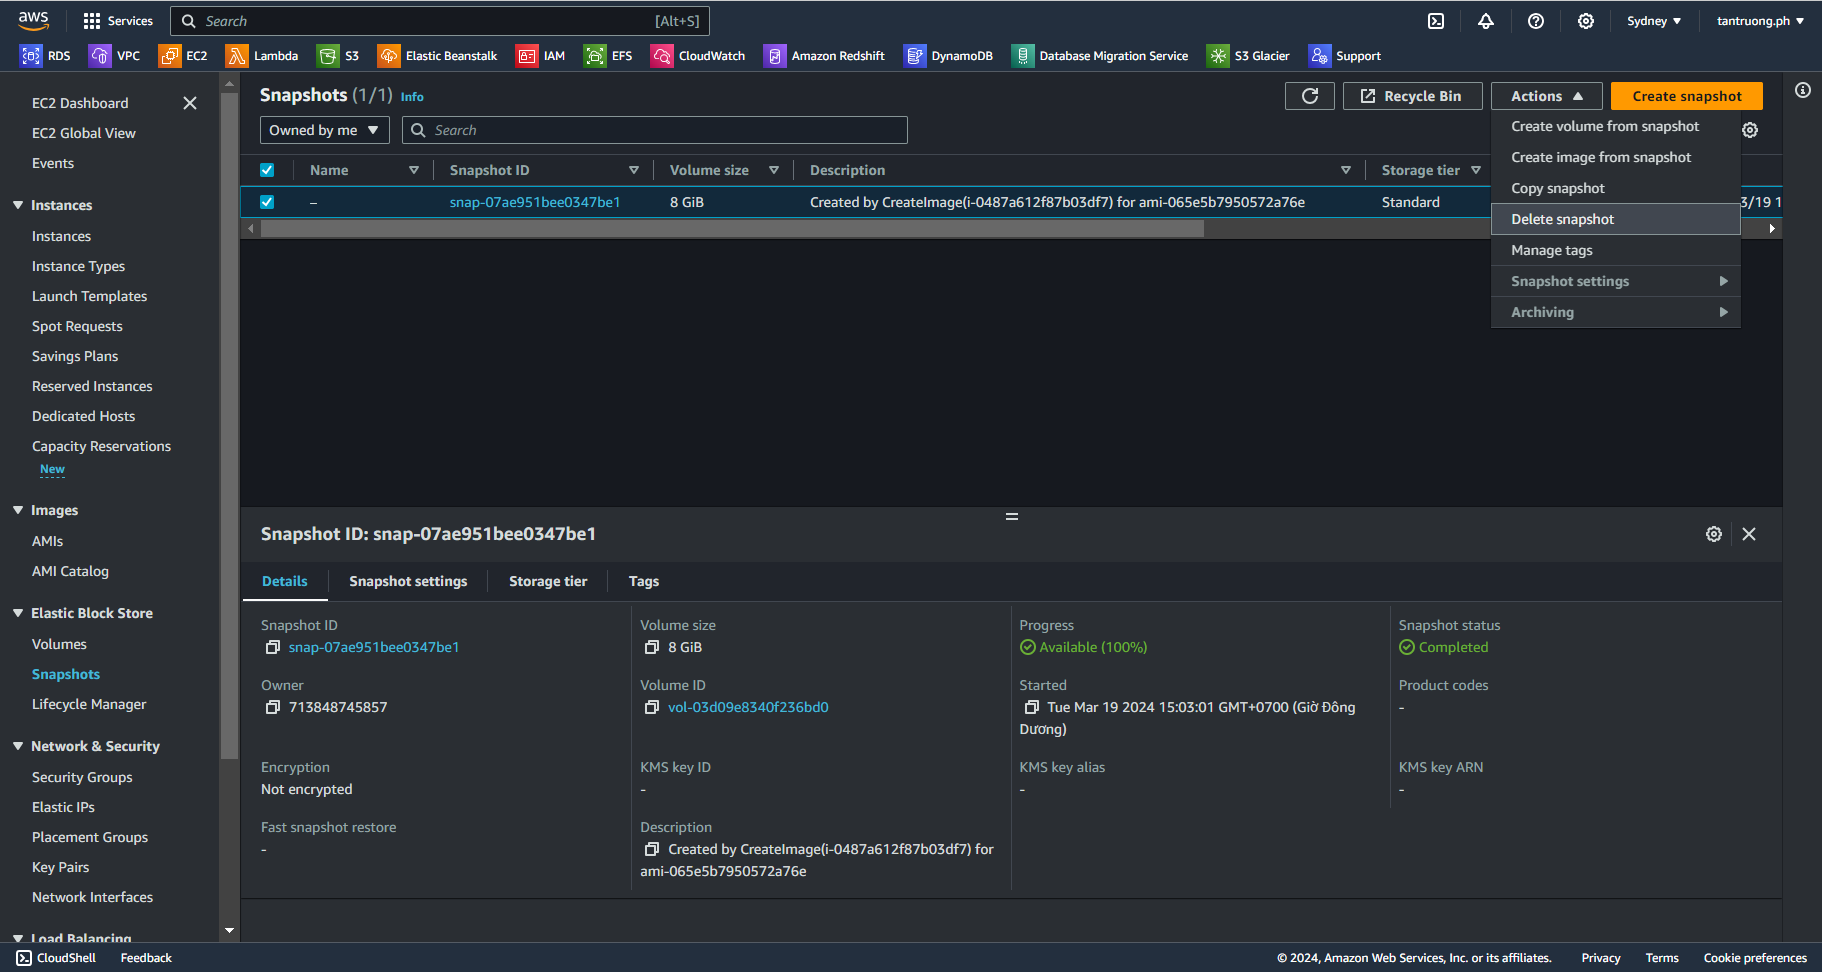 aws Services Search [Alt+S] Sydney tantruong.ph
RDS VPC EC2 Lambda S3 Elastic Beanstalk IAM EFS CloudWatch Amazon Redshift DynamoDB Database Migration Service S3 Glacier Support
EC2 Dashboard
EC2 Global View
Events
Instances
Instances
Instance Types
Launch Templates
Spot Requests
Savings Plans
Reserved Instances
Dedicated Hosts
Capacity Reservations
New
Images
AMIs
AMI Catalog
Elastic Block Store
Volumes
Snapshots
Lifecycle Manager
Network & Security
Security Groups
Elastic IPs
Placement Groups
Key Pairs
Network Interfaces
Load Balancing
Snapshots (1/1) Info
Recycle Bin Actions Create snapshot
Owned by me Search
Create volume from snapshot
Create image from snapshot
Copy snapshot
Delete snapshot
Manage tags
Snapshot settings
Archiving
Name Snapshot ID Volume size Description Storage tier
– snap-07ae951bee0347be1 8 GiB Created by CreateImage(i-0487a612f87b03df7) for ami-065e5b7950572a76e Standard 3/19 1
Snapshot ID: snap-07ae951bee0347be1
Details Snapshot settings Storage tier Tags
Snapshot ID
snap-07ae951bee0347be1
Volume size
8 GiB
Progress
Available (100%)
Snapshot status
Completed
Owner
713848745857
Volume ID
vol-03d09e8340f236bd0
Started
Tue Mar 19 2024 15:03:01 GMT+0700 (Giờ Đông
Dương)
Product codes
-
Encryption
Not encrypted
KMS key ID
-
KMS key alias
-
KMS key ARN
-
Fast snapshot restore
-
Description
Created by CreateImage(i-0487a612f87b03df7) for
ami-065e5b7950572a76e
CloudShell Feedback © 2024, Amazon Web Services, Inc. or its affiliates. Privacy Terms Cookie preferences